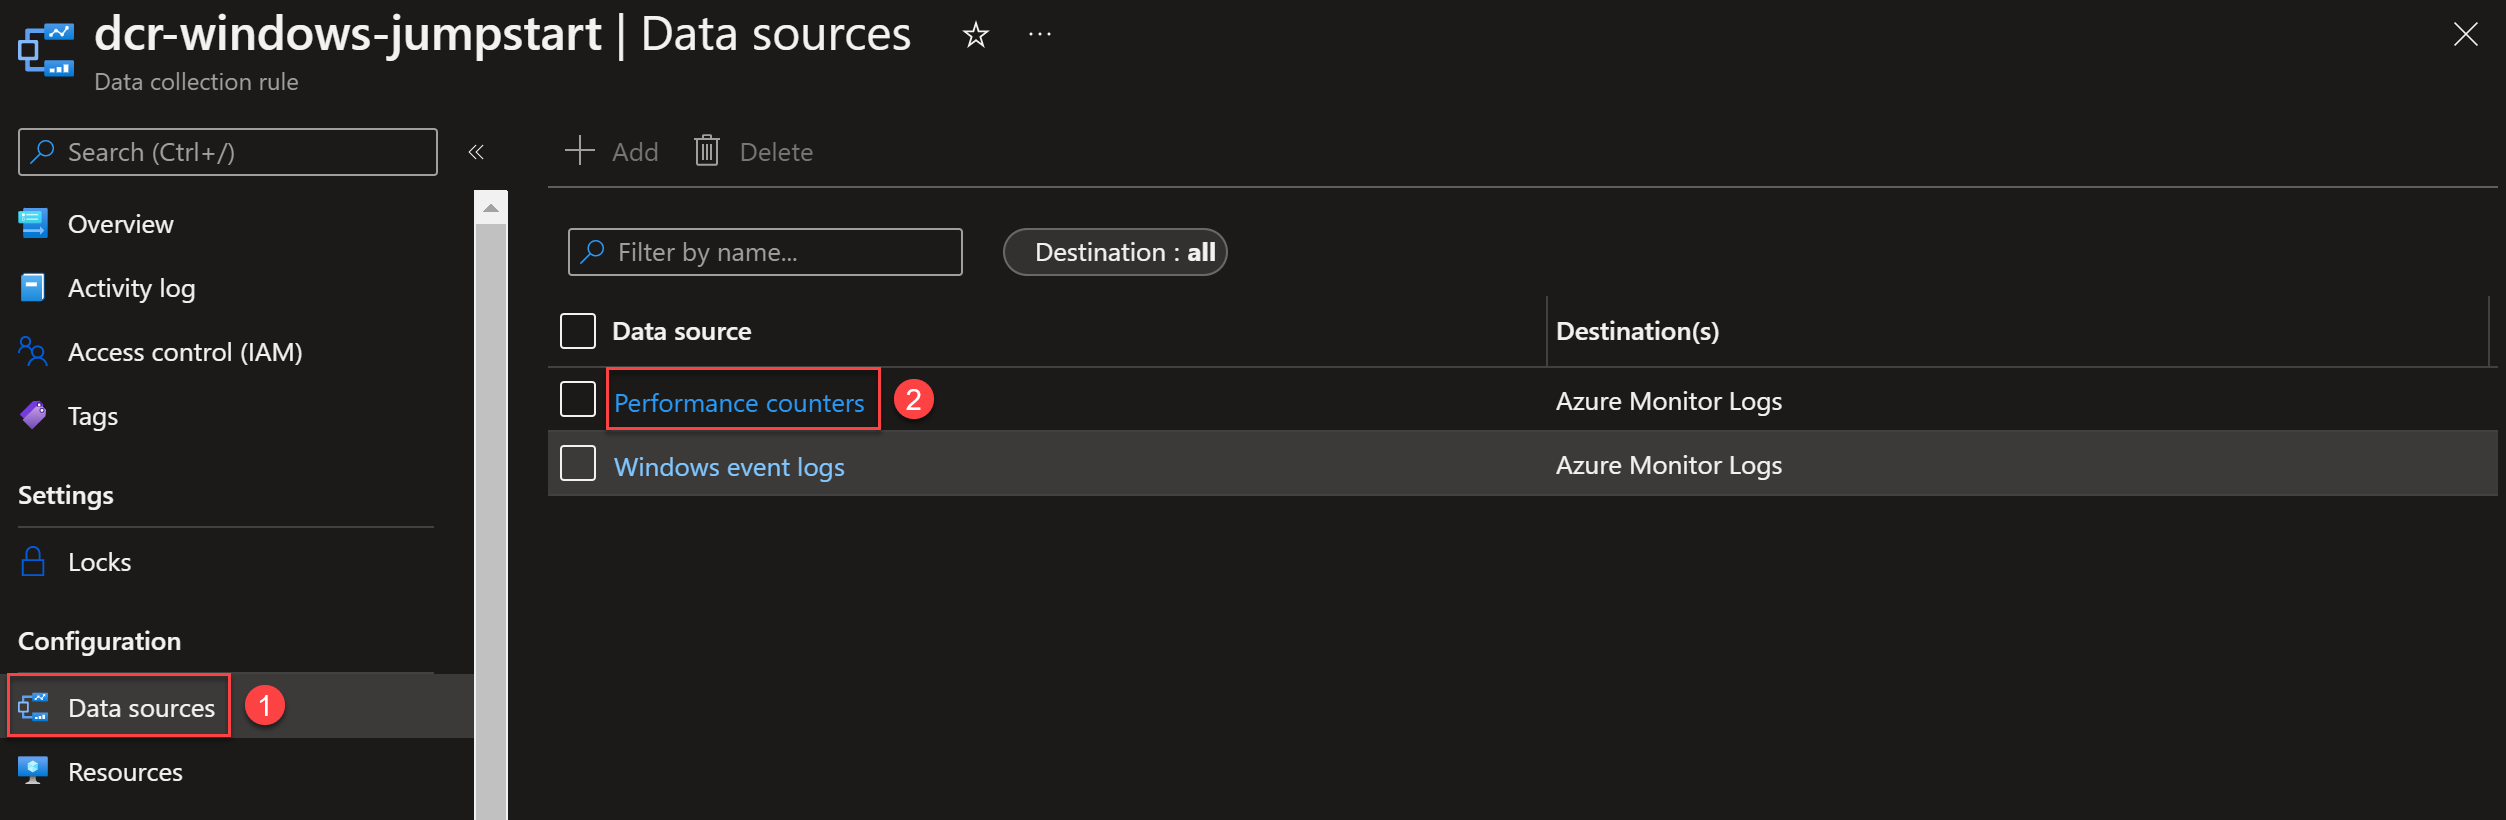 dcr-windows-jumpstart | Data sources
Data collection rule
Search (Ctrl+/)
Overview
Activity log
Access control (IAM)
Tags
Settings
Locks
Configuration
Data sources 1
Resources
Add Delete
Filter by name... Destination : all
Data source Destination(s)
Performance counters 2 Azure Monitor Logs
Windows event logs Azure Monitor Logs